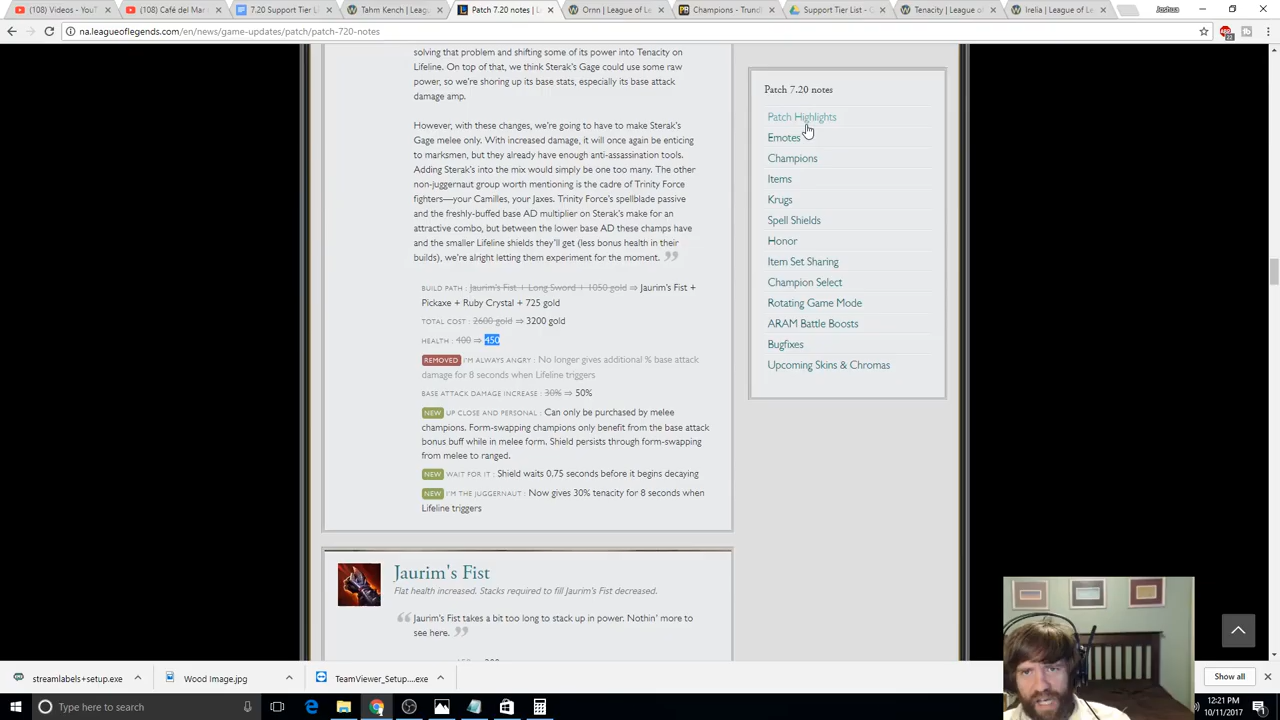 (108) Videos - YouT
(108) Café del Mar
7.20 Support Tier List
Tahm Kench | Leagu
Patch 7.20 notes | L
Ornn | League of L
Champions - Trundl
Support Tier List - G
Tenacity | League of
Irelia | League of Le
Joshua
na.leagueoflegends.com/en/news/game-updates/patch/patch-720-notes
solving that problem and shifting some of its power into Tenacity on
Lifeline. On top of that, we think Sterak's Gage could use some raw
power, so we're shoring up its base stats, especially its base attack
damage amp.
However, with these changes, we're going to have to make Sterak's
Gage melee only. With increased damage, it will once again be enticing
to marksmen, but they already have enough anti-assassination tools.
Adding Sterak's into the mix would simply be one too many. The other
non-juggernaut group worth mentioning is the cadre of Trinity Force
fighters—your Camilles, your Jaxes. Trinity Force's spellblade passive
and the freshly-buffed base AD multiplier on Sterak's make for an
attractive combo, but between the lower base AD these champs have
and the smaller Lifeline shields they'll get (less bonus health in their
builds), we're alright letting them experiment for the moment.
BUILD PATH : Jaurim's Fist + Long Sword + 1050 gold ⇒ Jaurim's Fist +
Pickaxe + Ruby Crystal + 725 gold
TOTAL COST : 2600 gold ⇒ 3200 gold
HEALTH : 400 ⇒ 450
REMOVED I'M ALWAYS ANGRY : No longer gives additional % base attack
damage for 8 seconds when Lifeline triggers
BASE ATTACK DAMAGE INCREASE : 30% ⇒ 50%
NEW UP CLOSE AND PERSONAL : Can only be purchased by melee
champions. Form-swapping champions only benefit from the base attack
bonus buff while in melee form. Shield persists through form-swapping
from melee to ranged.
NEW WAIT FOR IT : Shield waits 0.75 seconds before it begins decaying
NEW I'M THE JUGGERNAUT : Now gives 30% tenacity for 8 seconds when
Lifeline triggers
Jaurim's Fist
Flat health increased. Stacks required to fill Jaurim's Fist decreased.
Jaurim's Fist takes a bit too long to stack up in power. Nothin' more to
see here.
Patch 7.20 notes
Patch Highlights
Emotes
Champions
Items
Krugs
Spell Shields
Honor
Item Set Sharing
Champion Select
Rotating Game Mode
ARAM Battle Boosts
Bugfixes
Upcoming Skins & Chromas
streamlabels+setup.exe
Wood Image.jpg
TeamViewer_Setup....exe
Show all
Type here to search
12:21 PM
10/11/2017